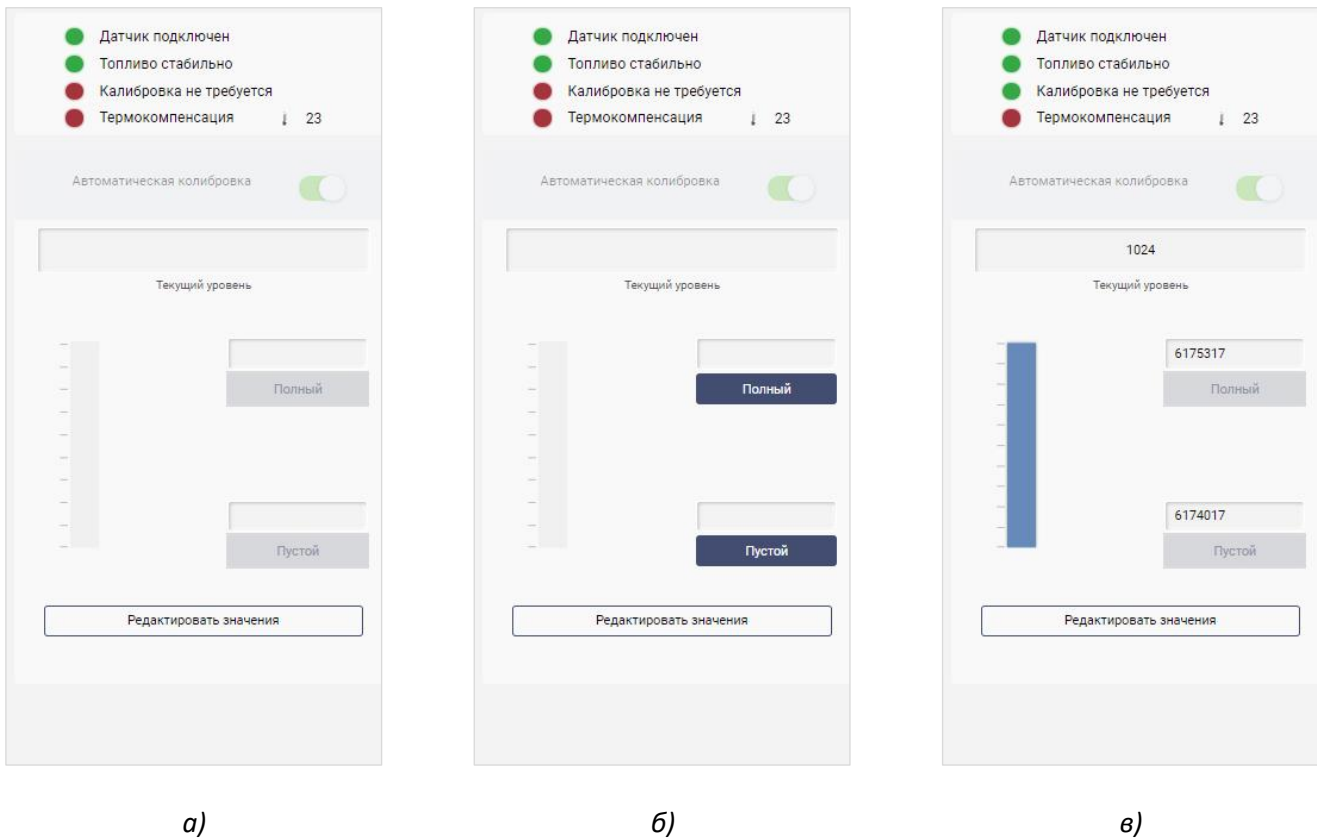 Датчик подключен
Топливо стабильно
Калибровка не требуется
Термокомпенсация 23
Автоматическая колибровка
Текущий уровень
Полный
Пустой
Редактировать значения
а)
Датчик подключен
Топливо стабильно
Калибровка не требуется
Термокомпенсация 23
Автоматическая колибровка
Текущий уровень
Полный
Пустой
Редактировать значения
б)
Датчик подключен
Топливо стабильно
Калибровка не требуется
Термокомпенсация 23
Автоматическая колибровка
1024
Текущий уровень
6175317
Полный
6174017
Пустой
Редактировать значения
в)